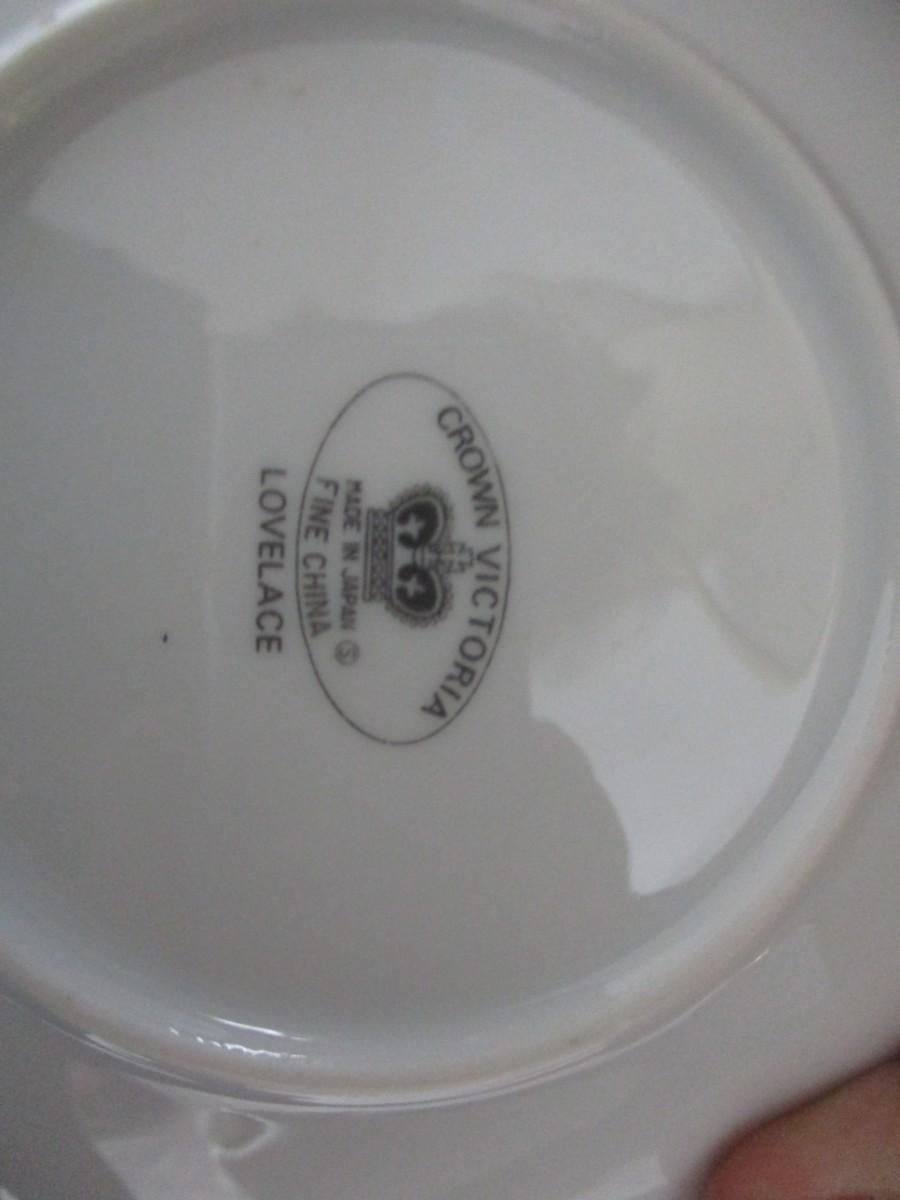 CROWN VICTORIA
MADE IN JAPAN Ⓢ
FINE CHINA
LOVELACE